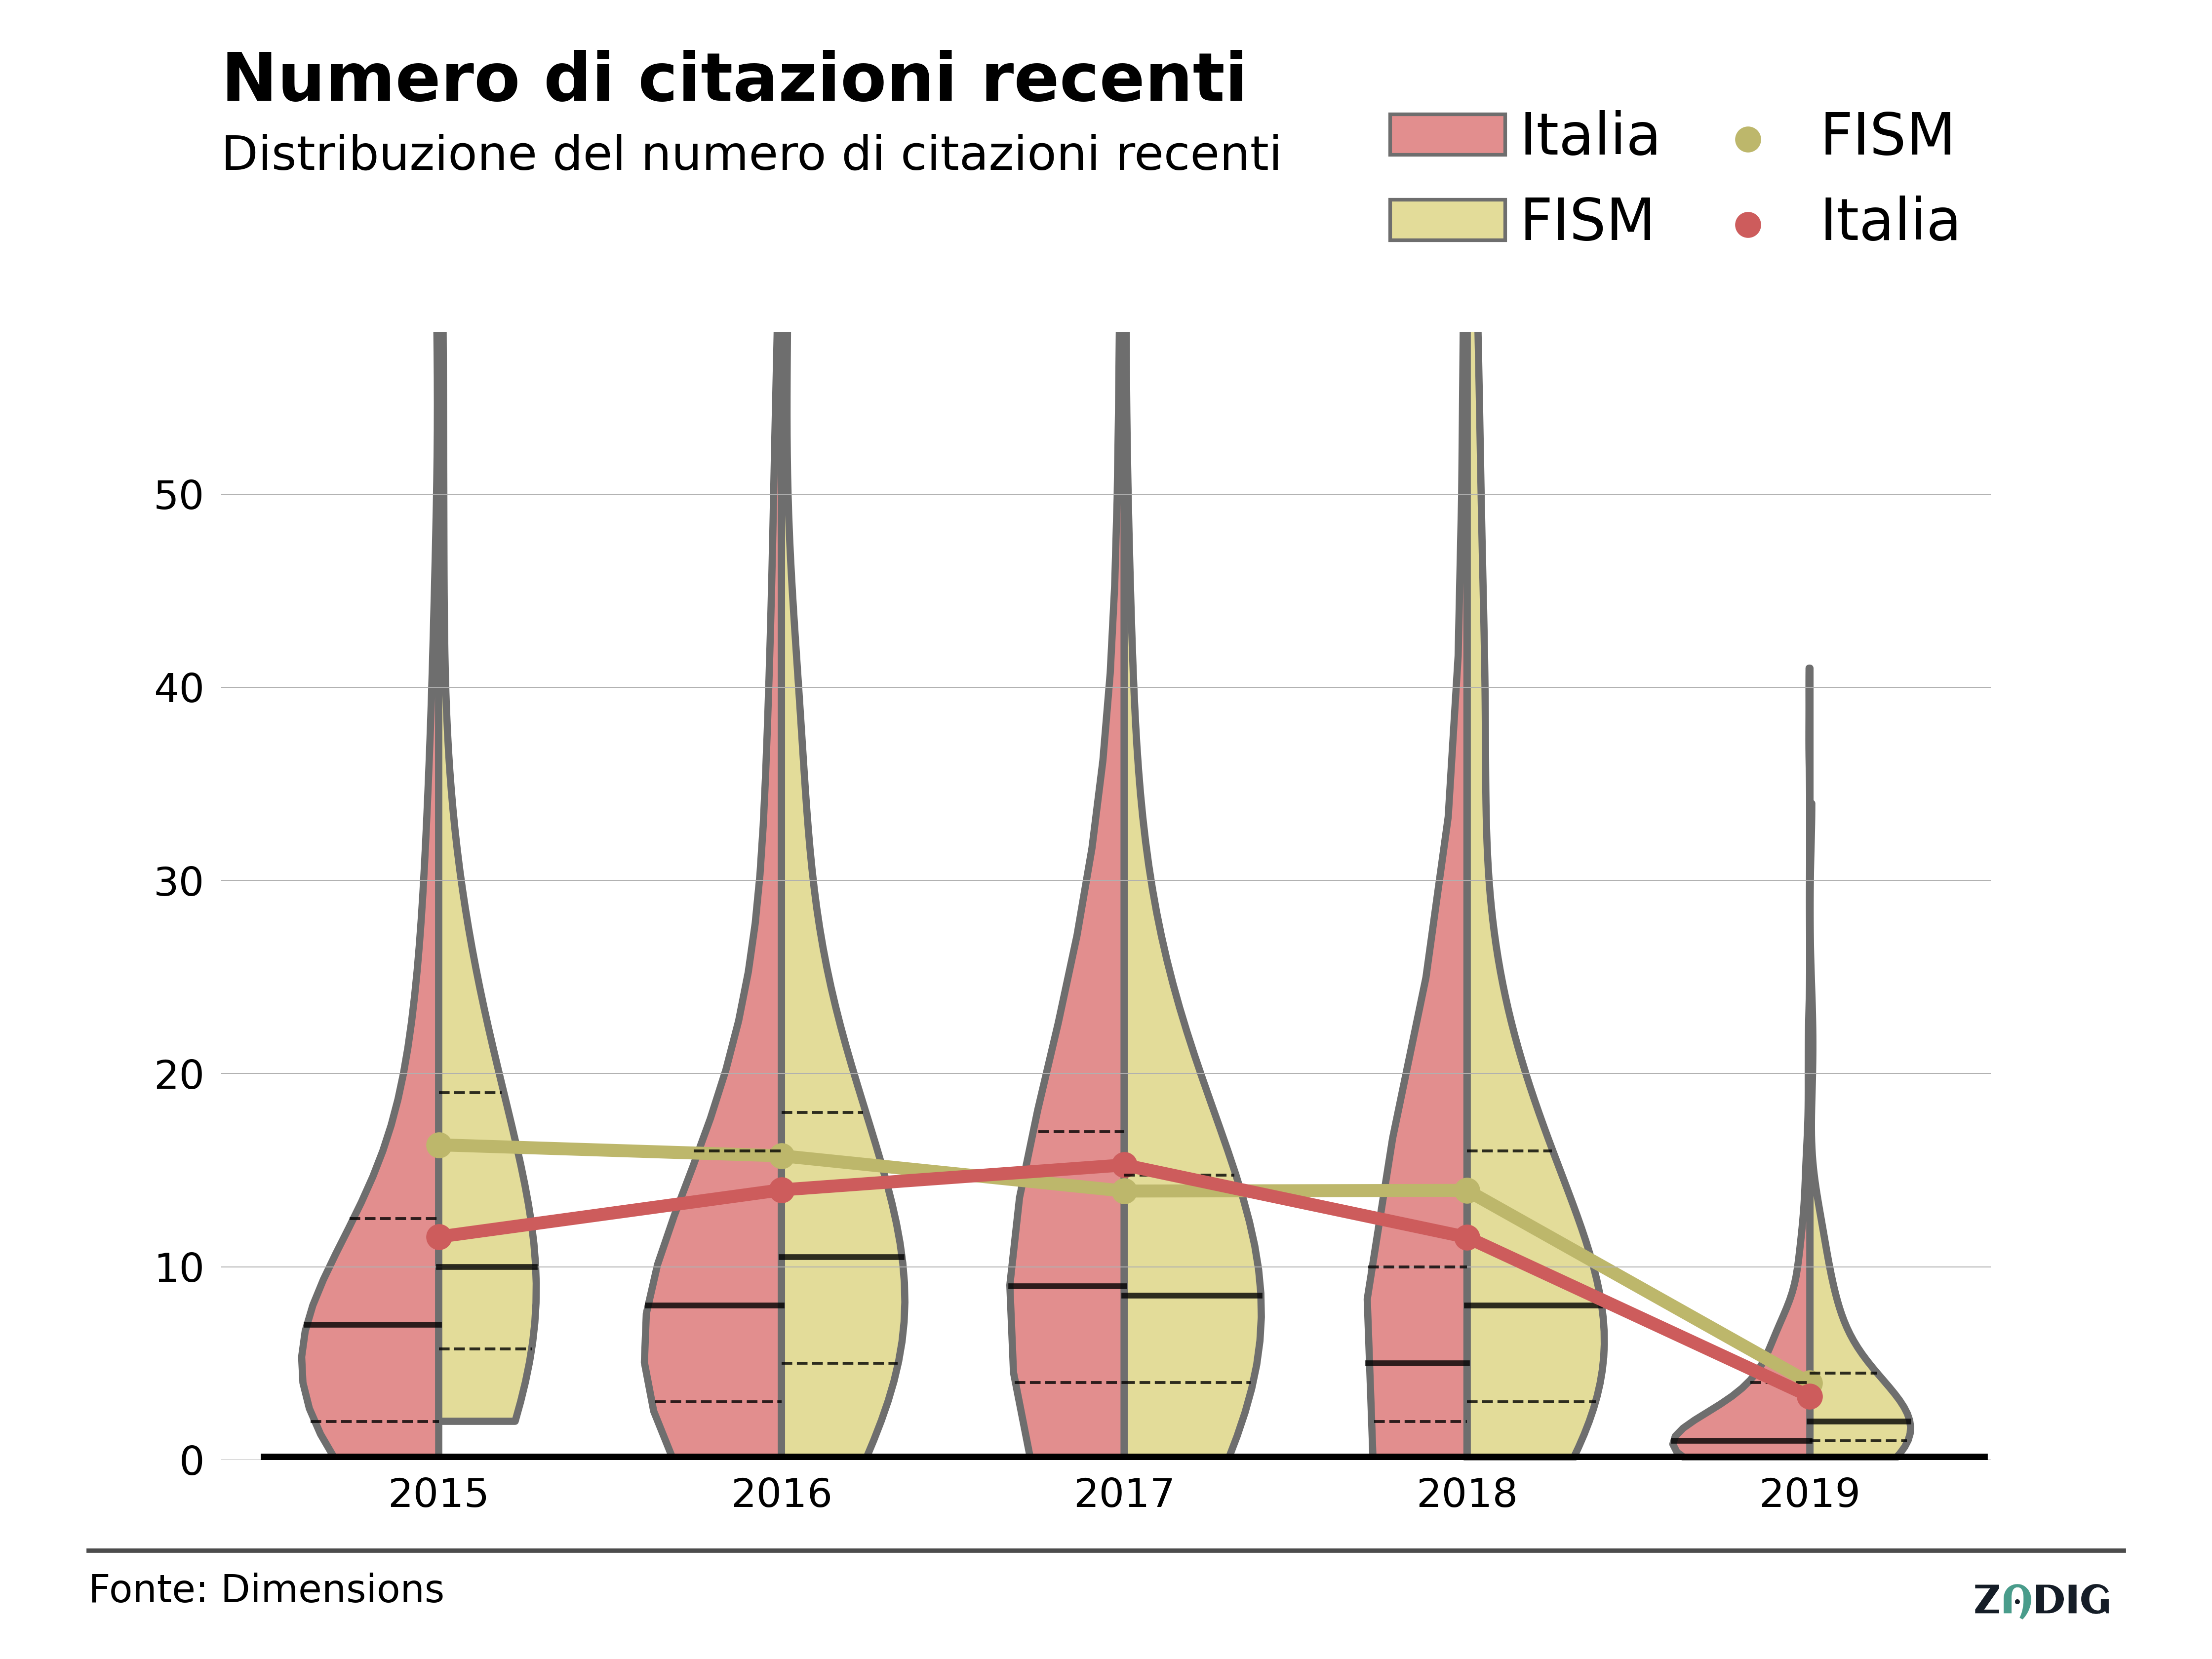 Numero di citazioni recenti
Distribuzione del numero di citazioni recenti
Italia
FISM
FISM
Italia
50
40
30
20
10
0
2015
2016
2017
2018
2019
Fonte: Dimensions
ZADIG